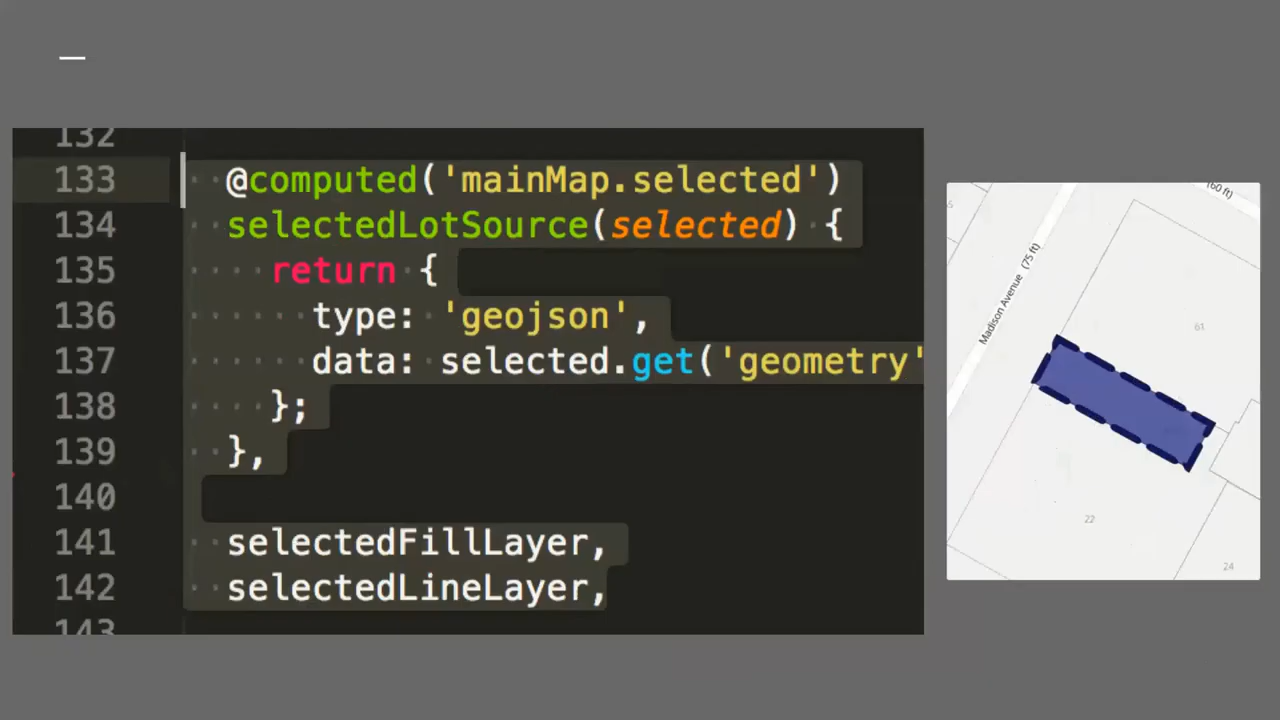 132
133 @computed('mainMap.selected')
134 selectedLotSource(selected) {
135 return {
136 type: 'geojson',
137 data: selected.get('geometry'
138 };
139 },
140
141 selectedFillLayer,
142 selectedLineLayer,
143
(60 ft)
Madison Avenue (75 ft)
61
22
24